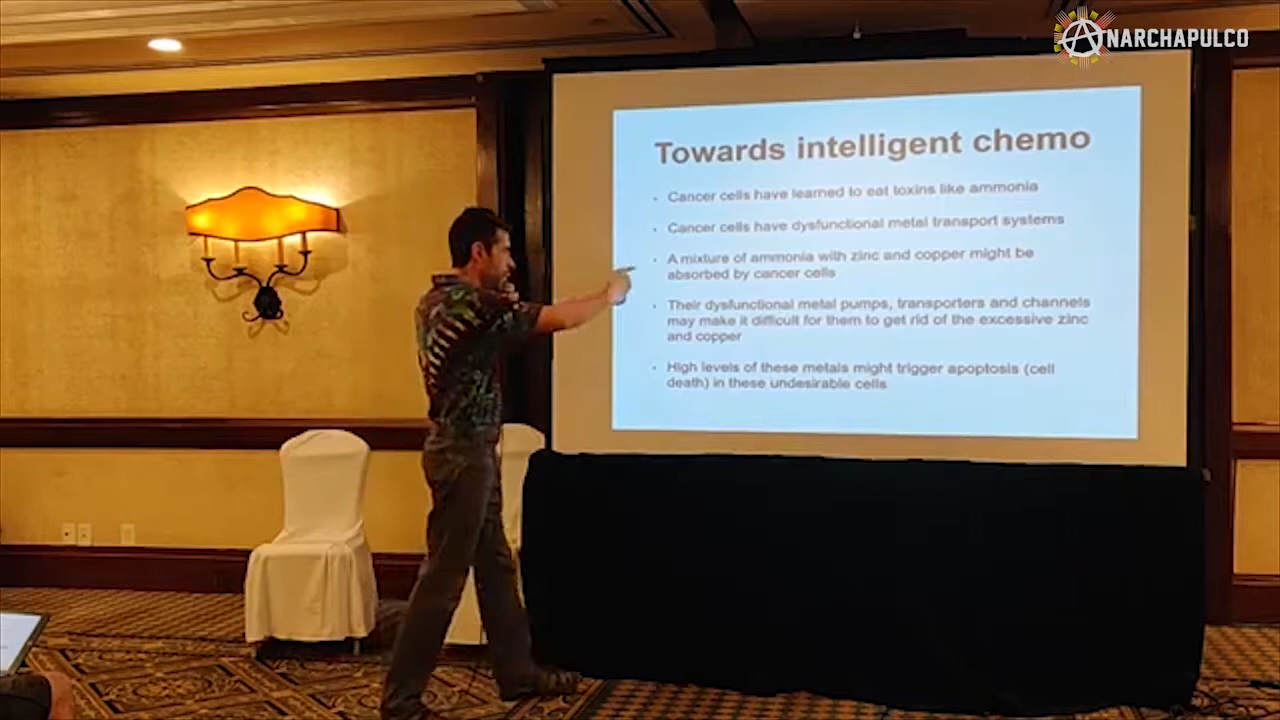 ANARCHAPULCO
Towards intelligent chemo
• Cancer cells have learned to eat toxins like ammonia
• Cancer cells have dysfunctional metal transport systems
• A mixture of ammonia with zinc and copper might be
absorbed by cancer cells
• Their dysfunctional metal pumps, transporters and channels
may make it difficult for them to get rid of the excessive zinc
and copper
• High levels of these metals might trigger apoptosis (cell
death) in these undesirable cells